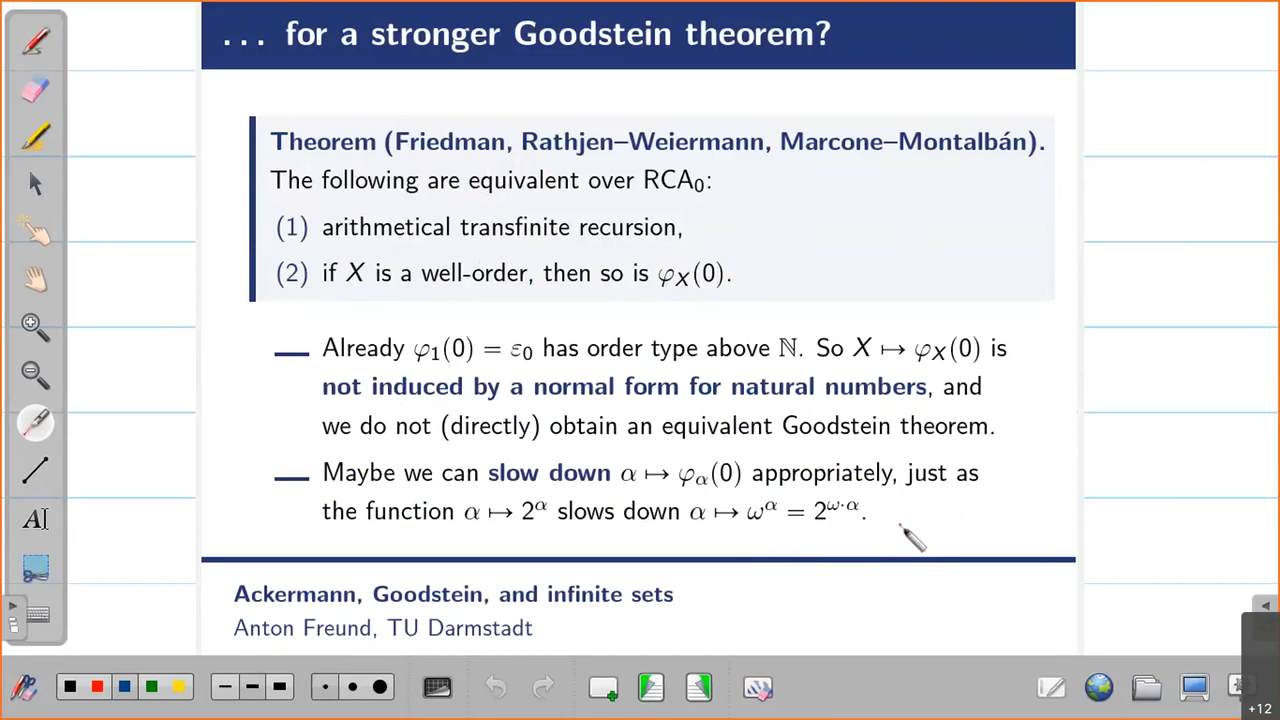 ... for a stronger Goodstein theorem?
Theorem (Friedman, Rathjen–Weiermann, Marcone–Montalbán).
The following are equivalent over RCA₀:
(1) arithmetical transfinite recursion,
(2) if X is a well-order, then so is φ_X(0).
Already φ₁(0) = ε₀ has order type above ℕ. So X ↦ φ_X(0) is
not induced by a normal form for natural numbers, and
we do not (directly) obtain an equivalent Goodstein theorem.
Maybe we can slow down α ↦ φ_α(0) appropriately, just as
the function α ↦ 2^α slows down α ↦ ω^α = 2^{ω·α}.
Ackermann, Goodstein, and infinite sets
Anton Freund, TU Darmstadt
A
+12